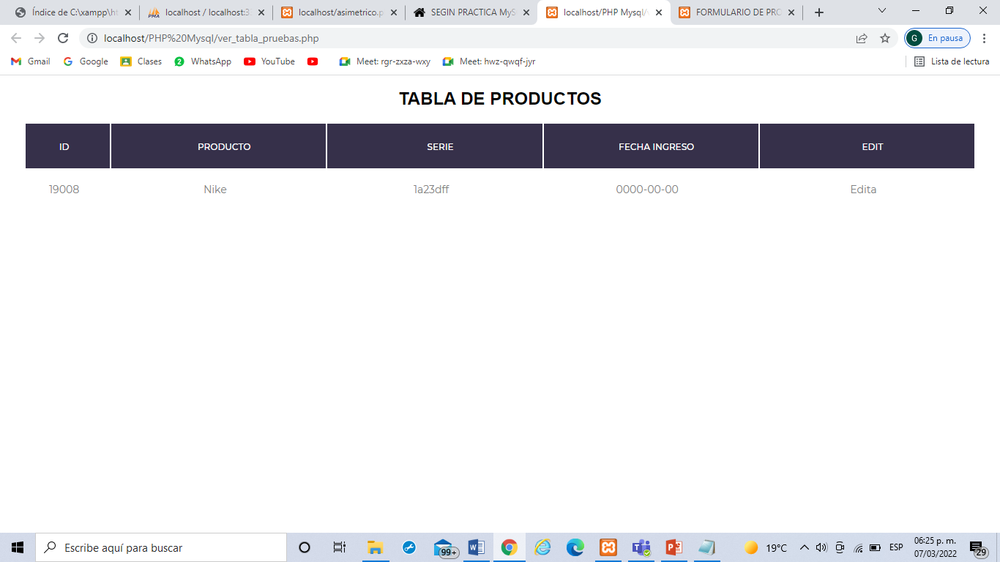 Índice de C:\xampp\ht
localhost / localhost:3
localhost/asimetrico.p
SEGIN PRACTICA MyS
localhost/PHP Mysql/v
FORMULARIO DE PRO
localhost/PHP%20Mysql/ver_tabla_pruebas.php
G En pausa
Gmail Google Clases 2 WhatsApp YouTube Meet: rgr-zxza-wxy Meet: hwz-qwqf-jyr Lista de lectura
TABLA DE PRODUCTOS
ID PRODUCTO SERIE FECHA INGRESO EDIT
19008 Nike 1a23dff 0000-00-00 Edita
Escribe aquí para buscar
99+
19°C
ESP
06:25 p. m.
07/03/2022
29